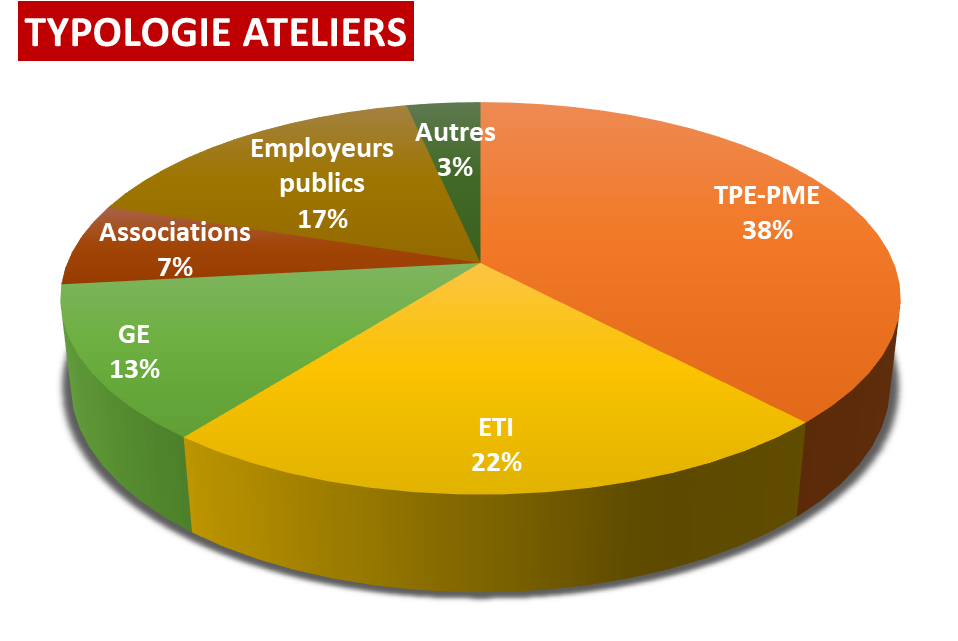 TYPOLOGIE ATELIERS
Autres
3%
Employeurs
publics
17%
TPE-PME
38%
Associations
7%
GE
13%
ETI
22%